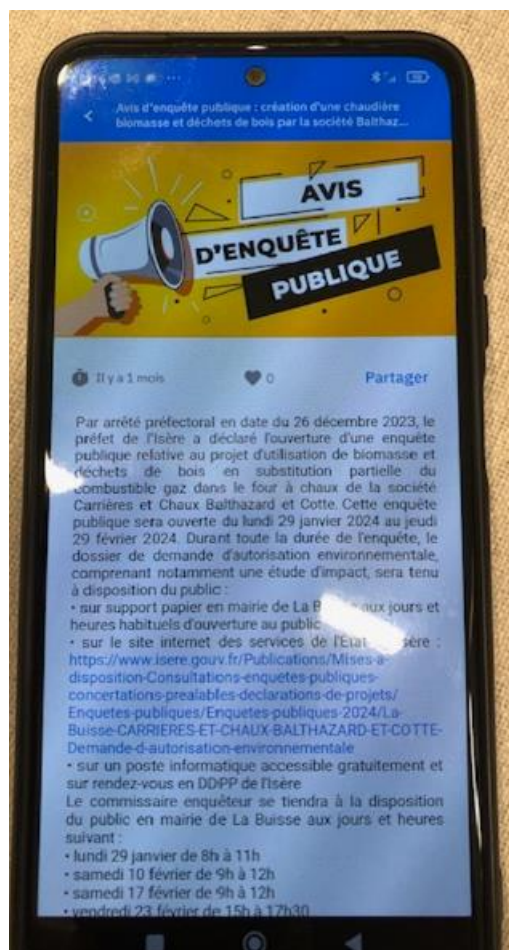 Avis d'enquête publique : création d'une chaudière
biomasse et déchets de bois par la société Balthaz...
AVIS
D'ENQUÊTE
PUBLIQUE
Il y a 1 mois
0
Partager
Par arrêté préfectoral en date du 26 décembre 2023, le
préfet de l'Isère a déclaré l'ouverture d'une enquête
publique relative au projet d'utilisation de biomasse et
déchets de bois en substitution partielle du
combustible gaz dans le four à chaux de la société
Carrières et Chaux Balthazard et Cotte. Cette enquête
publique sera ouverte du lundi 29 janvier 2024 au jeudi
29 février 2024. Durant toute la durée de l'enquête, le
dossier de demande d'autorisation environnementale,
comprenant notamment une étude d'impact, sera tenu
à disposition du public :
• sur support papier en mairie de La aux jours et
heures habituels d'ouverture au public
• sur le site internet des services de l'Etat :
https://www.isere.gouv.fr/Publications/Mises-a-
disposition-Consultations-enquetes-publiques-
concertations-prealables-declarations-de-projets/
Enquetes-publiques/Enquetes-publiques-2024/La-
Buisse-CARRIERES-ET-CHAUX-BALTHAZARD-ET-COTTE-
Demande-d-autorisation-environnementale
• sur un poste informatique accessible gratuitement et
sur rendez-vous en DDPP de l'Isère
Le commissaire enquêteur se tiendra à la disposition
du public en mairie de La Buisse aux jours et heures
suivant :
• lundi 29 janvier de 8h à 11h
• samedi 10 février de 9h à 12h
• samedi 17 février de 9h à 12h
• vendredi 23 février de 15h à 17h30